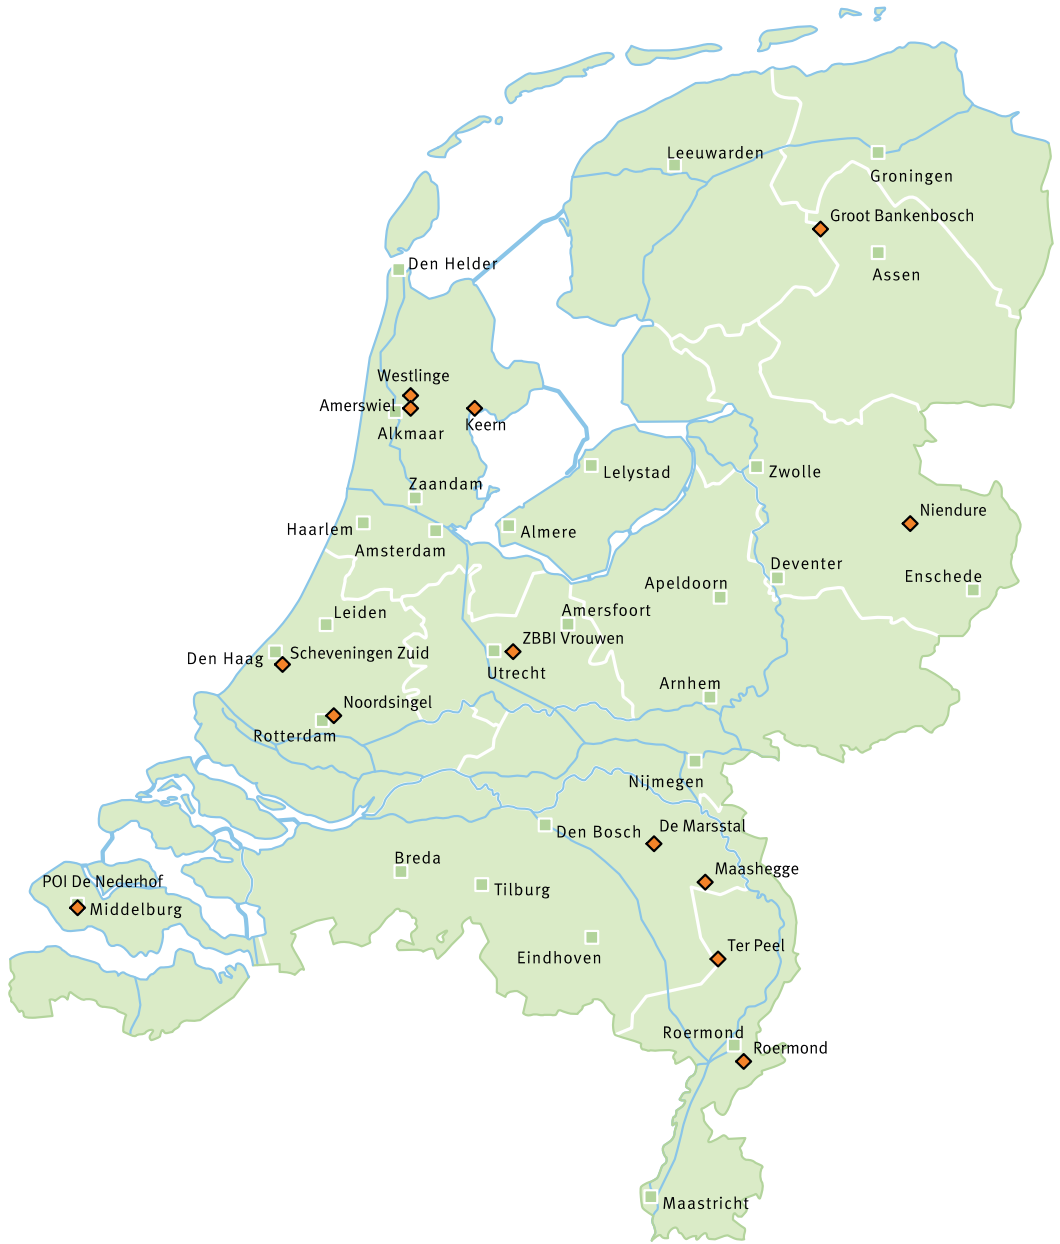 Leeuwarden
Groningen
Groot Bankenbosch
Assen
Den Helder
Westlinge
Amerswiel
Keern
Alkmaar
Zwolle
Lelystad
Zaandam
Niendure
Haarlem
Almere
Amsterdam
Deventer
Enschede
Apeldoorn
Leiden
Amersfoort
ZBBI Vrouwen
Den Haag
Scheveningen Zuid
Utrecht
Arnhem
Noordsingel
Rotterdam
Nijmegen
De Marsstal
Den Bosch
Breda
Maashegge
POI De Nederhof
Tilburg
Middelburg
Ter Peel
Eindhoven
Roermond
Roermond
Maastricht